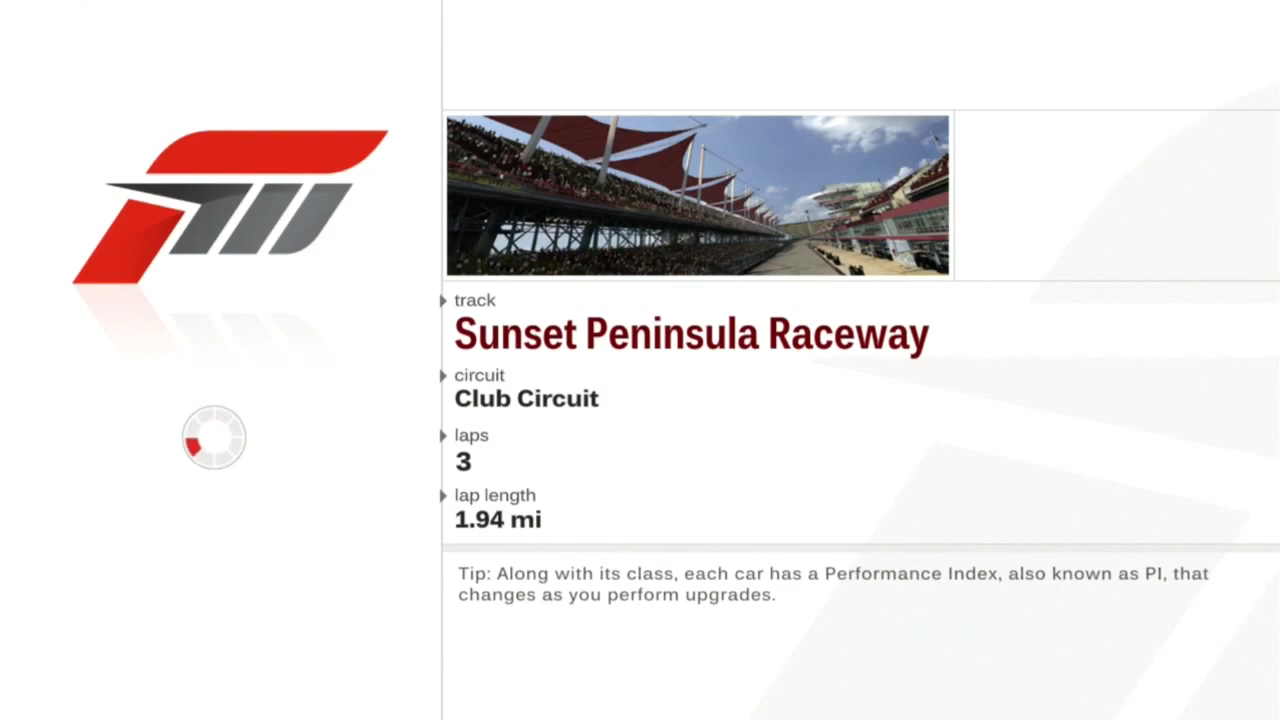 track
Sunset Peninsula Raceway
circuit
Club Circuit
laps
3
lap length
1.94 mi
Tip: Along with its class, each car has a Performance Index, also known as PI, that
changes as you perform upgrades.